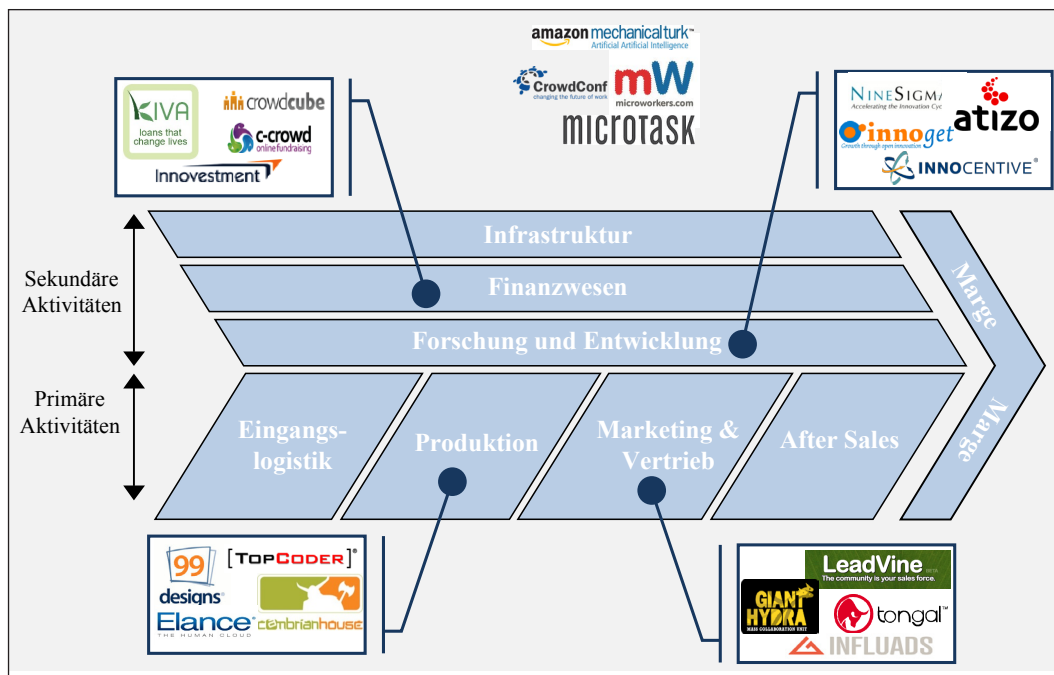 amazon mechanicalturk™
Artificial Artificial Intelligence
CrowdConf
changing the future of work
mW
microworkers.com
MICROTASK
KIVA
loans that
change lives
crowdcube
c-crowd
online fundraising
Innovestment
NINESIGMA
Accelerating the Innovation Cyc
atizo
innoget
Growth through open innovation
INNOCENTIVE®
Sekundäre
Aktivitäten
Primäre
Aktivitäten
Infrastruktur
Finanzwesen
Forschung und Entwicklung
Eingangs-
logistik
Produktion
Marketing &
Vertrieb
After Sales
Marge
Marge
99
designs®
[TOPCODER]®
Elance®
THE HUMAN CLOUD
cambrianhouse
LeadVine BETA
The community is your sales force.
GIANT
HYDRA
MASS COLLABORATION UNIT
tongal™
INFLUADS